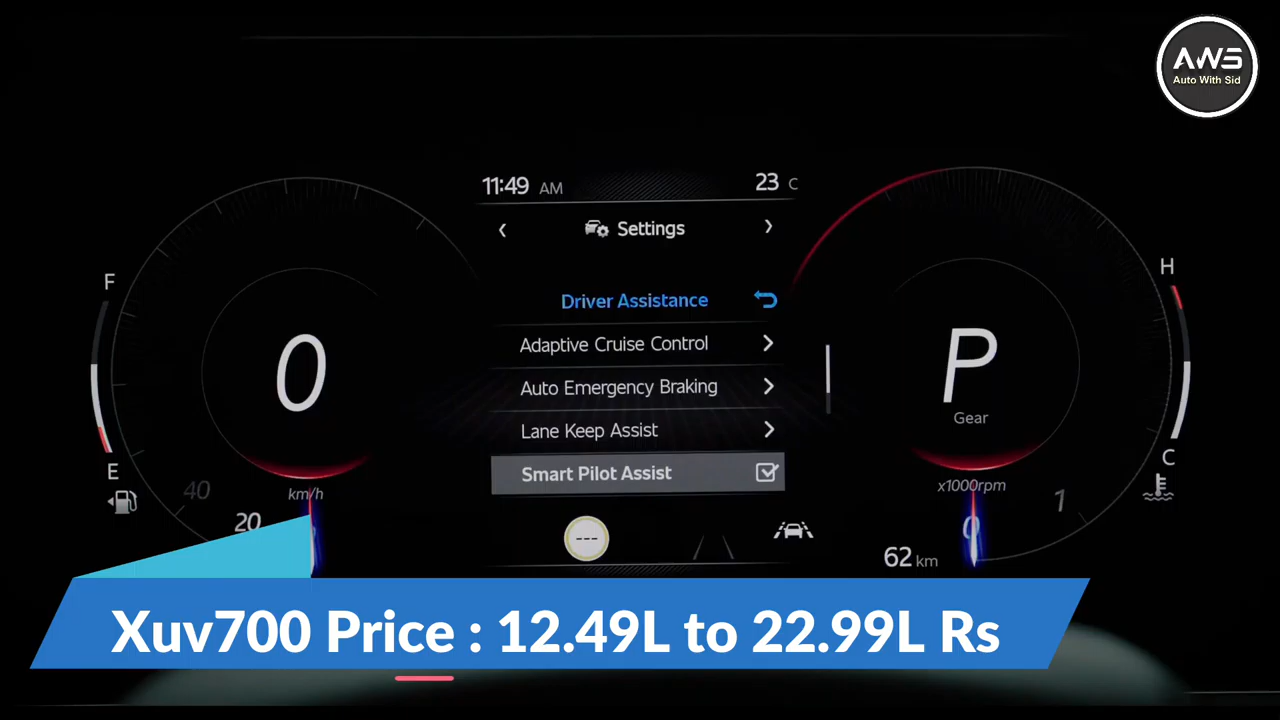 AWS
Auto With Sid
11:49 AM
23 C
Settings
F
H
Driver Assistance
Adaptive Cruise Control
0
P
Auto Emergency Braking
Gear
Lane Keep Assist
E
C
Smart Pilot Assist
40
km/h
x1000rpm
1
20
0
---
62 km
Xuv700 Price : 12.49L to 22.99L Rs